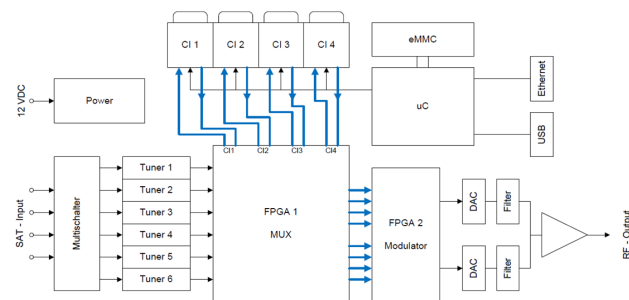 CI 1
CI 2
CI 3
CI 4
eMMC
12 VDC
Power
uC
Ethernet
USB
CI1
CI2
CI3
CI4
SAT - Input
Multischalter
Tuner 1
Tuner 2
Tuner 3
Tuner 4
Tuner 5
Tuner 6
FPGA 1
MUX
FPGA 2
Modulator
DAC
Filter
DAC
Filter
RF - Output